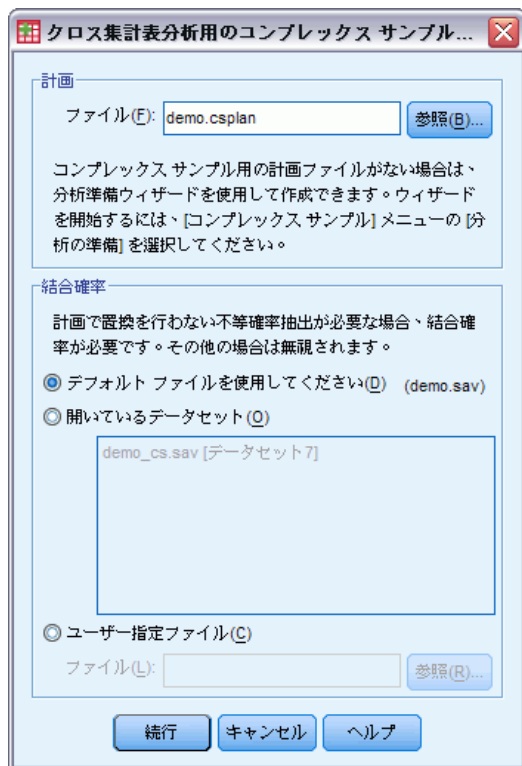 クロス集計表分析用のコンプレックス サンプル...
計画
ファイル(F): demo.csplan 参照(B)...
コンプレックス サンプル用の計画ファイルがない場合は、
分析準備ウィザードを使用して作成できます。ウィザード
を開始するには、[コンプレックス サンプル] メニューの [分
析の準備] を選択してください。
結合確率
計画で置換を行わない不等確率抽出が必要な場合、結合確
率が必要です。その他の場合は無視されます。
デフォルト ファイルを使用してください(D) (demo.sav)
開いているデータセット(O)
demo_cs.sav [データセット7]
ユーザー指定ファイル(C)
ファイル(L): 参照(R)...
続行 キャンセル ヘルプ